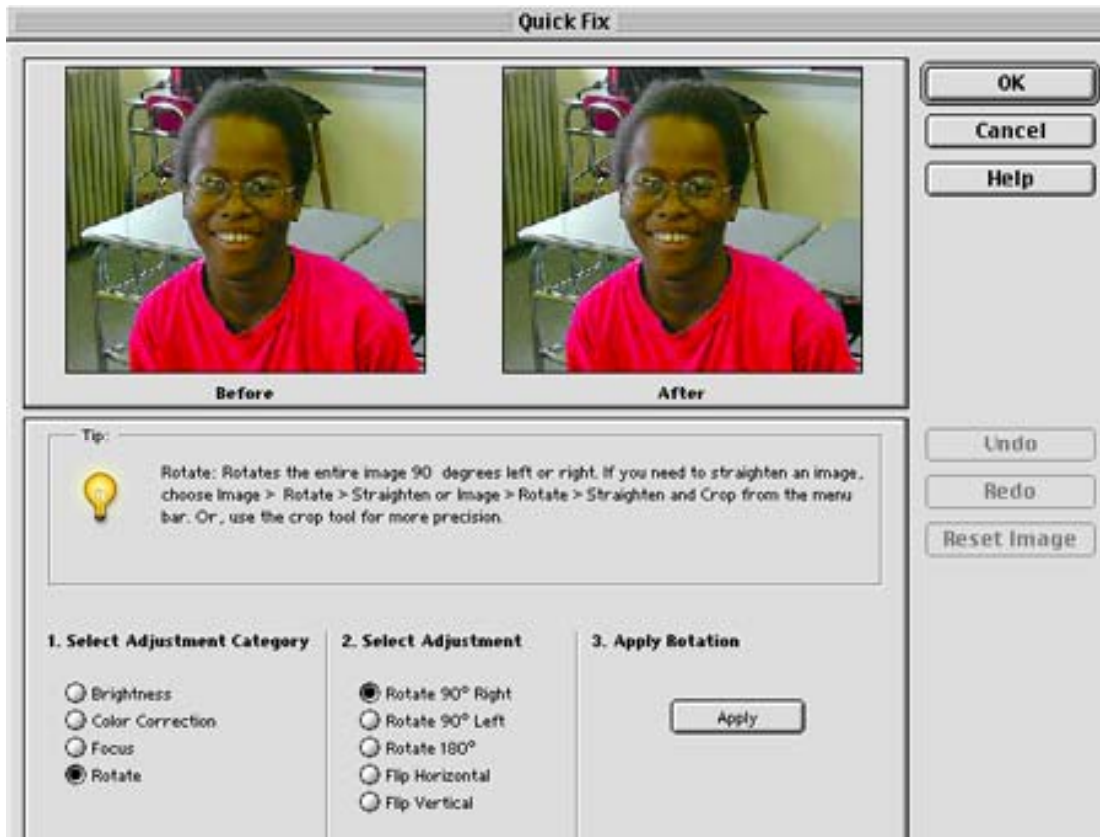 Quick Fix
OK
Cancel
Help
Before
After
Tip:
Rotate: Rotates the entire image 90 degrees left or right. If you need to straighten an image,
choose Image > Rotate > Straighten or Image > Rotate > Straighten and Crop from the menu
bar. Or, use the crop tool for more precision.
Undo
Redo
Reset Image
1. Select Adjustment Category
Brightness
Color Correction
Focus
Rotate
2. Select Adjustment
Rotate 90° Right
Rotate 90° Left
Rotate 180°
Flip Horizontal
Flip Vertical
3. Apply Rotation
Apply